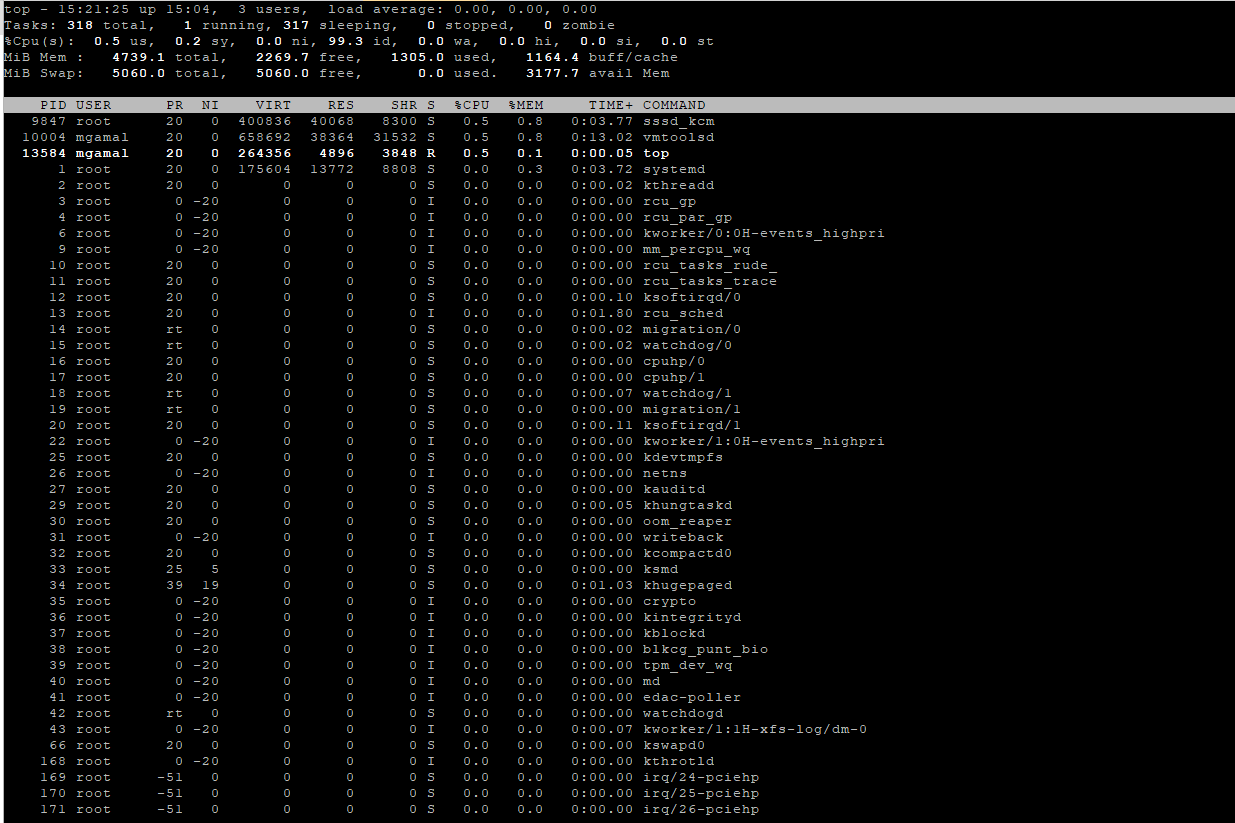 top - 15:21:25 up 15:04,  3 users,  load average: 0.00, 0.00, 0.00
Tasks: 318 total,   1 running, 317 sleeping,   0 stopped,   0 zombie
%Cpu(s):  0.5 us,  0.2 sy,  0.0 ni, 99.3 id,  0.0 wa,  0.0 hi,  0.0 si,  0.0 st
MiB Mem :   4739.1 total,   2269.7 free,   1305.0 used,   1164.4 buff/cache
MiB Swap:   5060.0 total,   5060.0 free,      0.0 used.   3177.7 avail Mem
    PID USER      PR  NI    VIRT    RES    SHR S  %CPU  %MEM     TIME+ COMMAND
   9847 root      20   0  400836  40068   8300 S   0.5   0.8   0:03.77 sssd_kcm
  10004 mgamal    20   0  658692  38364  31532 S   0.5   0.8   0:13.02 vmtoolsd
  13584 mgamal    20   0  264356   4896   3848 R   0.5   0.1   0:00.05 top
      1 root      20   0  175604  13772   8808 S   0.0   0.3   0:03.72 systemd
      2 root      20   0       0      0      0 S   0.0   0.0   0:00.02 kthreadd
      3 root       0 -20       0      0      0 I   0.0   0.0   0:00.00 rcu_gp
      4 root       0 -20       0      0      0 I   0.0   0.0   0:00.00 rcu_par_gp
      6 root       0 -20       0      0      0 I   0.0   0.0   0:00.00 kworker/0:0H-events_highpri
      9 root       0 -20       0      0      0 I   0.0   0.0   0:00.00 mm_percpu_wq
     10 root      20   0       0      0      0 S   0.0   0.0   0:00.00 rcu_tasks_rude_
     11 root      20   0       0      0      0 S   0.0   0.0   0:00.00 rcu_tasks_trace
     12 root      20   0       0      0      0 S   0.0   0.0   0:00.10 ksoftirqd/0
     13 root      20   0       0      0      0 I   0.0   0.0   0:01.80 rcu_sched
     14 root      rt   0       0      0      0 S   0.0   0.0   0:00.02 migration/0
     15 root      rt   0       0      0      0 S   0.0   0.0   0:00.02 watchdog/0
     16 root      20   0       0      0      0 S   0.0   0.0   0:00.00 cpuhp/0
     17 root      20   0       0      0      0 S   0.0   0.0   0:00.00 cpuhp/1
     18 root      rt   0       0      0      0 S   0.0   0.0   0:00.07 watchdog/1
     19 root      rt   0       0      0      0 S   0.0   0.0   0:00.00 migration/1
     20 root      20   0       0      0      0 S   0.0   0.0   0:00.11 ksoftirqd/1
     22 root       0 -20       0      0      0 I   0.0   0.0   0:00.00 kworker/1:0H-events_highpri
     25 root      20   0       0      0      0 S   0.0   0.0   0:00.00 kdevtmpfs
     26 root       0 -20       0      0      0 I   0.0   0.0   0:00.00 netns
     27 root      20   0       0      0      0 S   0.0   0.0   0:00.00 kauditd
     29 root      20   0       0      0      0 S   0.0   0.0   0:00.05 khungtaskd
     30 root      20   0       0      0      0 S   0.0   0.0   0:00.00 oom_reaper
     31 root       0 -20       0      0      0 I   0.0   0.0   0:00.00 writeback
     32 root      20   0       0      0      0 S   0.0   0.0   0:00.00 kcompactd0
     33 root      25   5       0      0      0 S   0.0   0.0   0:00.00 ksmd
     34 root      39  19       0      0      0 S   0.0   0.0   0:01.03 khugepaged
     35 root       0 -20       0      0      0 I   0.0   0.0   0:00.00 crypto
     36 root       0 -20       0      0      0 I   0.0   0.0   0:00.00 kintegrityd
     37 root       0 -20       0      0      0 I   0.0   0.0   0:00.00 kblockd
     38 root       0 -20       0      0      0 I   0.0   0.0   0:00.00 blkcg_punt_bio
     39 root       0 -20       0      0      0 I   0.0   0.0   0:00.00 tpm_dev_wq
     40 root       0 -20       0      0      0 I   0.0   0.0   0:00.00 md
     41 root       0 -20       0      0      0 I   0.0   0.0   0:00.00 edac-poller
     42 root      rt   0       0      0      0 S   0.0   0.0   0:00.00 watchdogd
     43 root       0 -20       0      0      0 I   0.0   0.0   0:00.07 kworker/1:1H-xfs-log/dm-0
     66 root      20   0       0      0      0 S   0.0   0.0   0:00.00 kswapd0
    168 root       0 -20       0      0      0 I   0.0   0.0   0:00.00 kthrotld
    169 root     -51   0       0      0      0 S   0.0   0.0   0:00.00 irq/24-pciehp
    170 root     -51   0       0      0      0 S   0.0   0.0   0:00.00 irq/25-pciehp
    171 root     -51   0       0      0      0 S   0.0   0.0   0:00.00 irq/26-pciehp